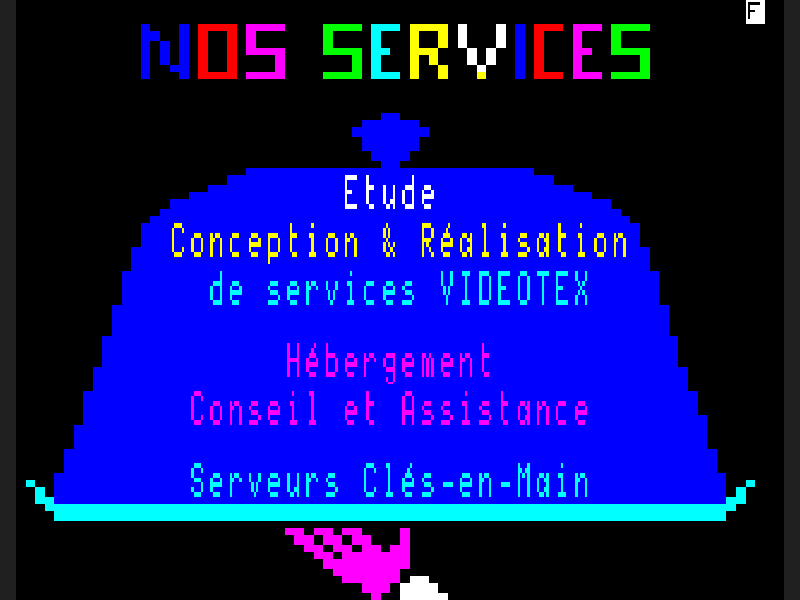 F
NOS SERVICES
Etude
Conception & Réalisation
de services VIDEOTEX
Hébergement
Conseil et Assistance
Serveurs Clés-en-Main